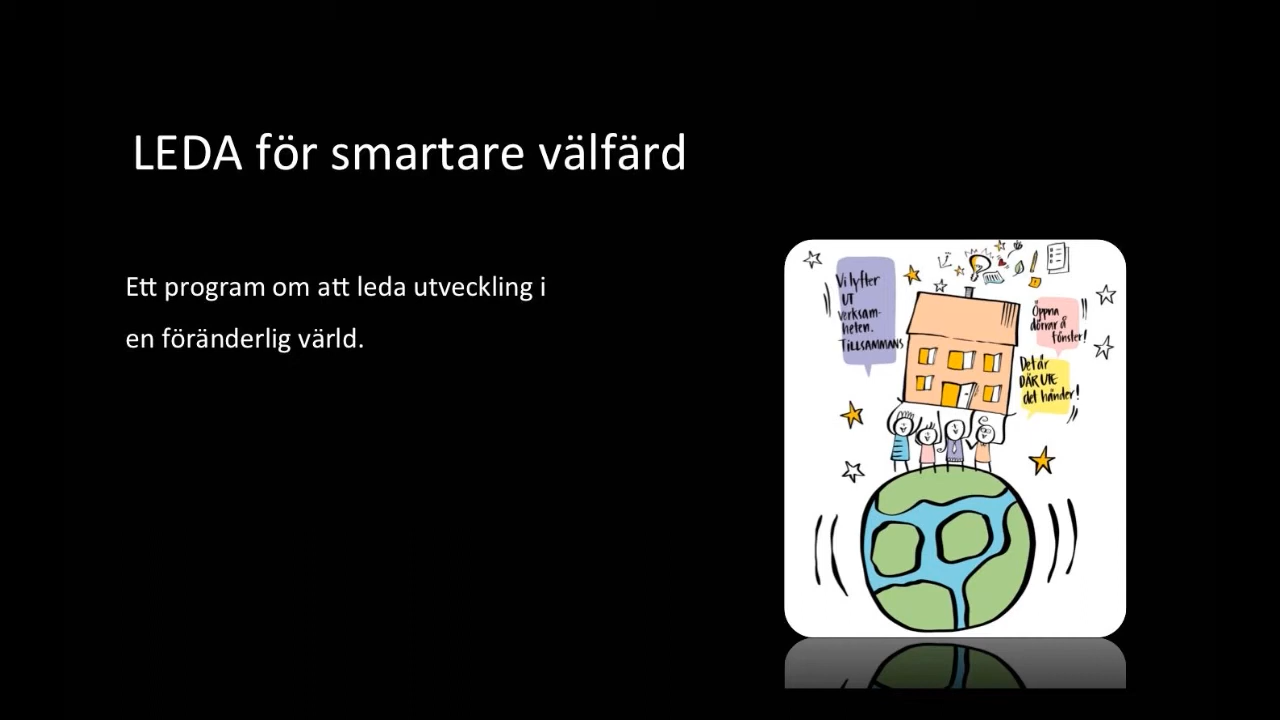 LEDA för smartare välfärd
Ett program om att leda utveckling i
en föränderlig värld.
Vi lyfter
UT
verksam-
heten.
TILLSAMMANS
Öppna
dörrar å
fönster!
Det är
DÄR UTE
det händer!